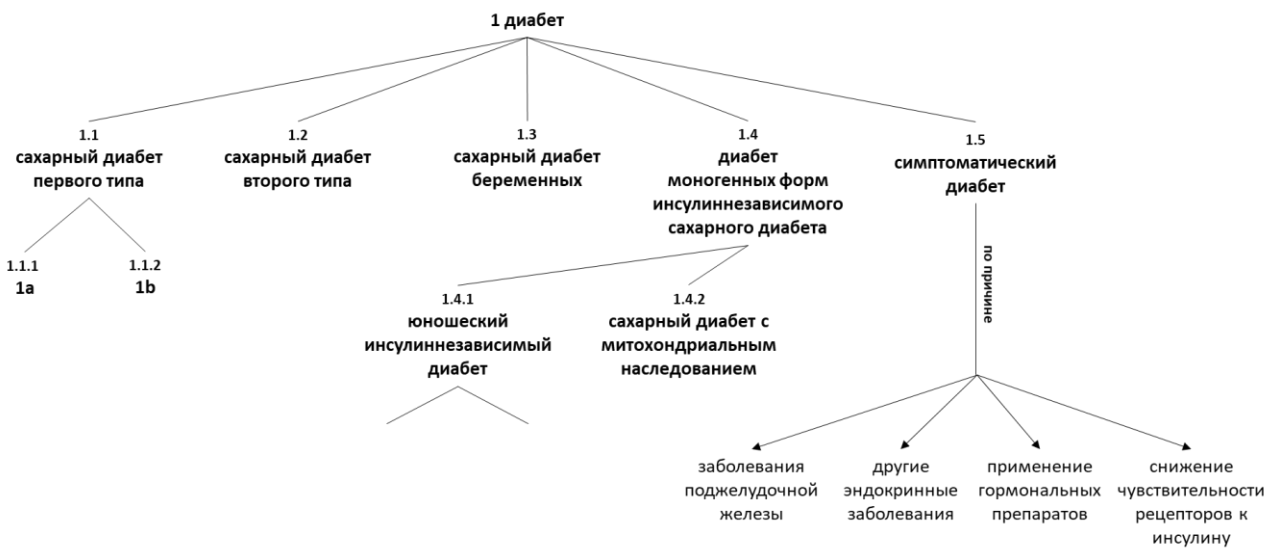 1 диабет
1.1
сахарный диабет
первого типа
1.2
сахарный диабет
второго типа
1.3
сахарный диабет
беременных
1.4
диабет
моногенных форм
инсулиннезависимого
сахарного диабета
1.5
симптоматический
диабет
1.1.1
1a
1.1.2
1b
1.4.1
юношеский
инсулиннезависимый
диабет
1.4.2
сахарный диабет с
митохондриальным
наследованием
по причине
заболевания
поджелудочной
железы
другие
эндокринные
заболевания
применение
гормональных
препаратов
снижение
чувствительности
рецепторов к
инсулину